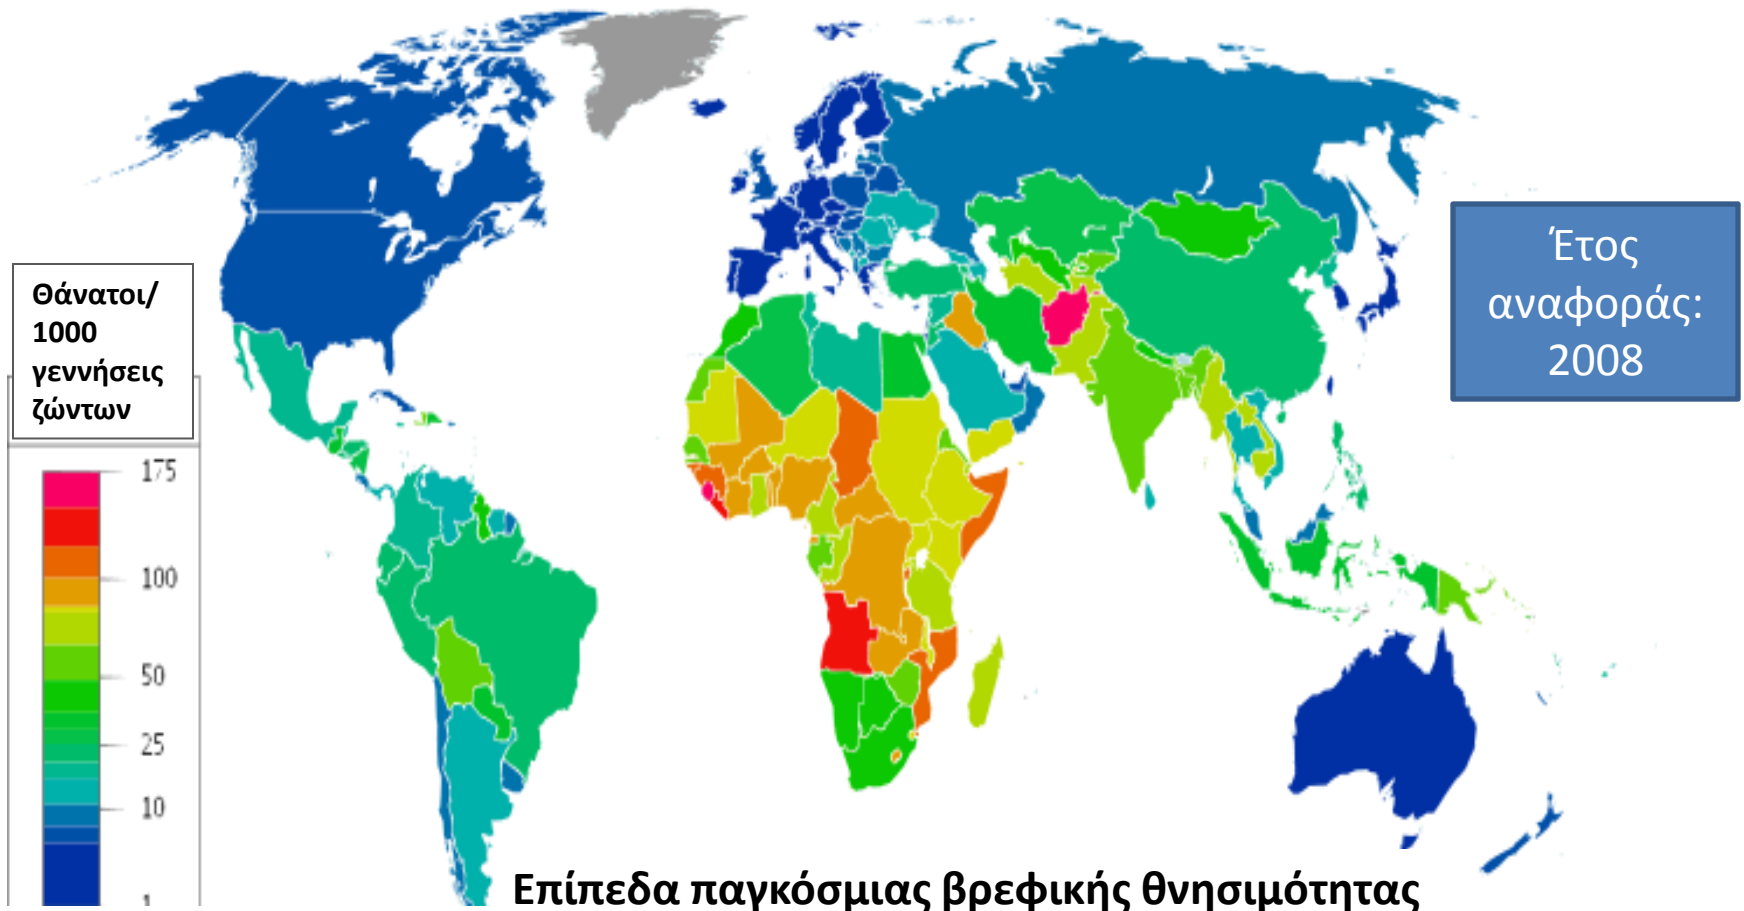 Έτος
αναφοράς:
2008
Θάνατοι/
1000
γεννήσεις
ζώντων
175
100
50
25
10
1
Επίπεδα παγκόσμιας βρεφικής θνησιμότητας